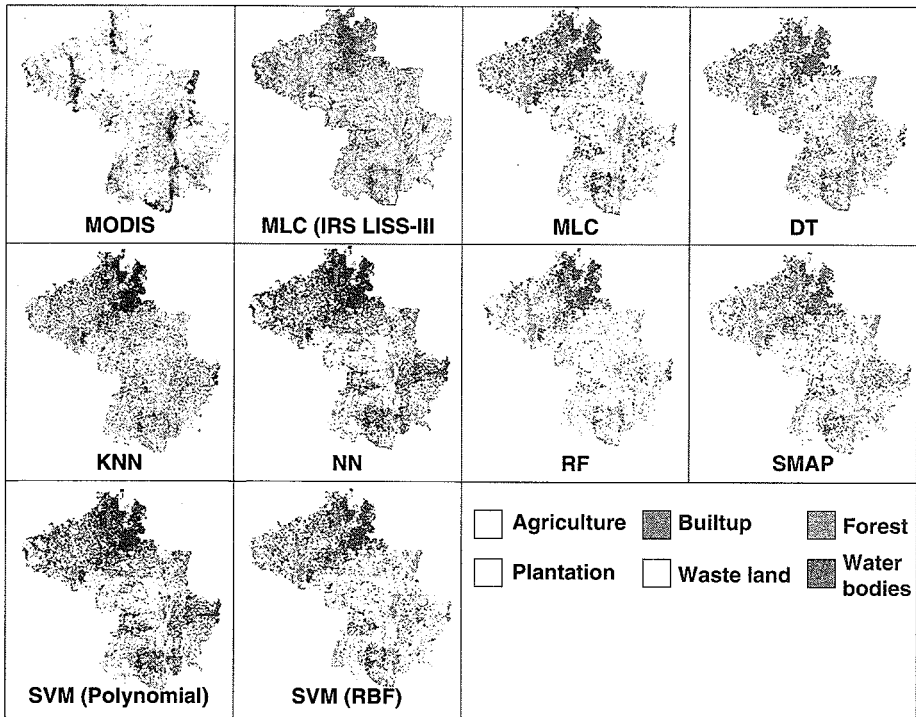 MODIS
MLC (IRS LISS-III
MLC
DT
KNN
NN
RF
SMAP
SVM (Polynomial)
SVM (RBF)
Agriculture
Builtup
Forest
Plantation
Waste land
Water
bodies